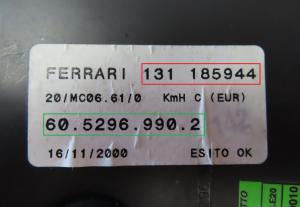 FERRARI 131 185944
20/MC06.61/0 KmH C (EUR)
60.5296.990.2
16/11/2000 ESITO OK